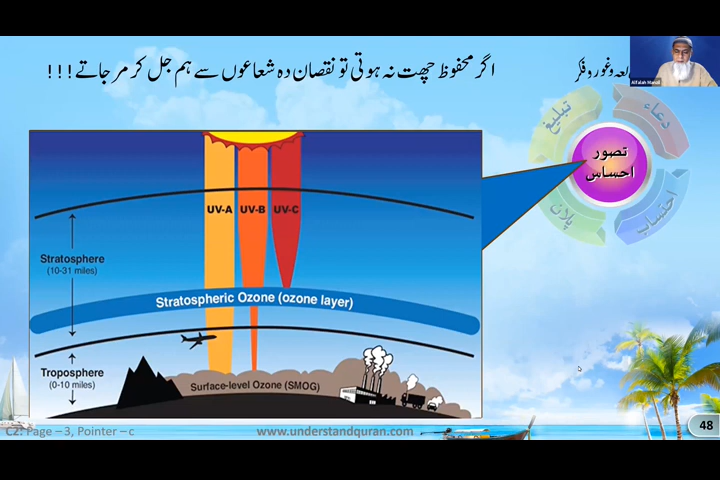 اگر محفوظ چھت نہ ہوتی تو نقصان دہ شعاعوں سے ہم جل کر مر جاتے ! ! !
وغور و فکر
Alfalah Masjid
تبلیغ
دعاء
تصور
احساس
پلان
احتساب
UV-A UV-B UV-C
Stratosphere
(10-31 miles)
Stratospheric Ozone (ozone layer)
Troposphere
(0-10 miles)
Surface-level Ozone (SMOG)
C2: Page – 3, Pointer – c
www.understandquran.com
48